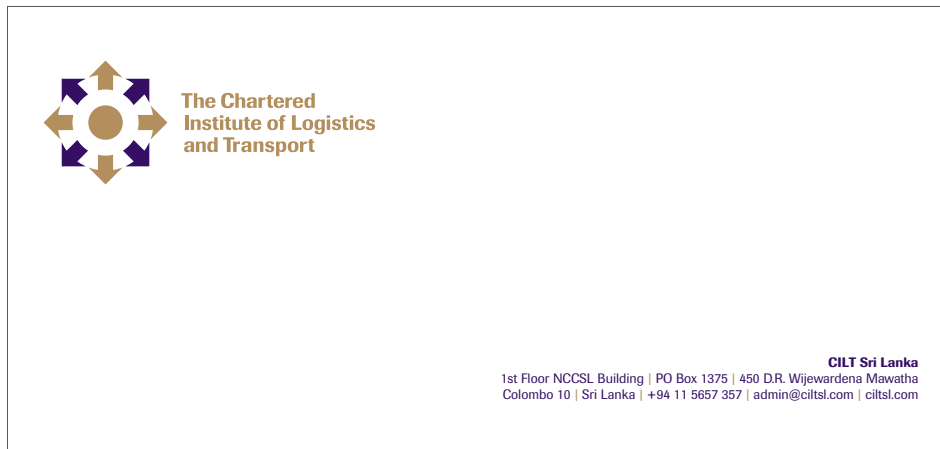 The Chartered
Institute of Logistics
and Transport
CILT Sri Lanka
1st Floor NCCSL Building | PO Box 1375 | 450 D.R. Wijewardena Mawatha
Colombo 10 | Sri Lanka | +94 11 5657 357 | admin@ciltsl.com | ciltsl.com